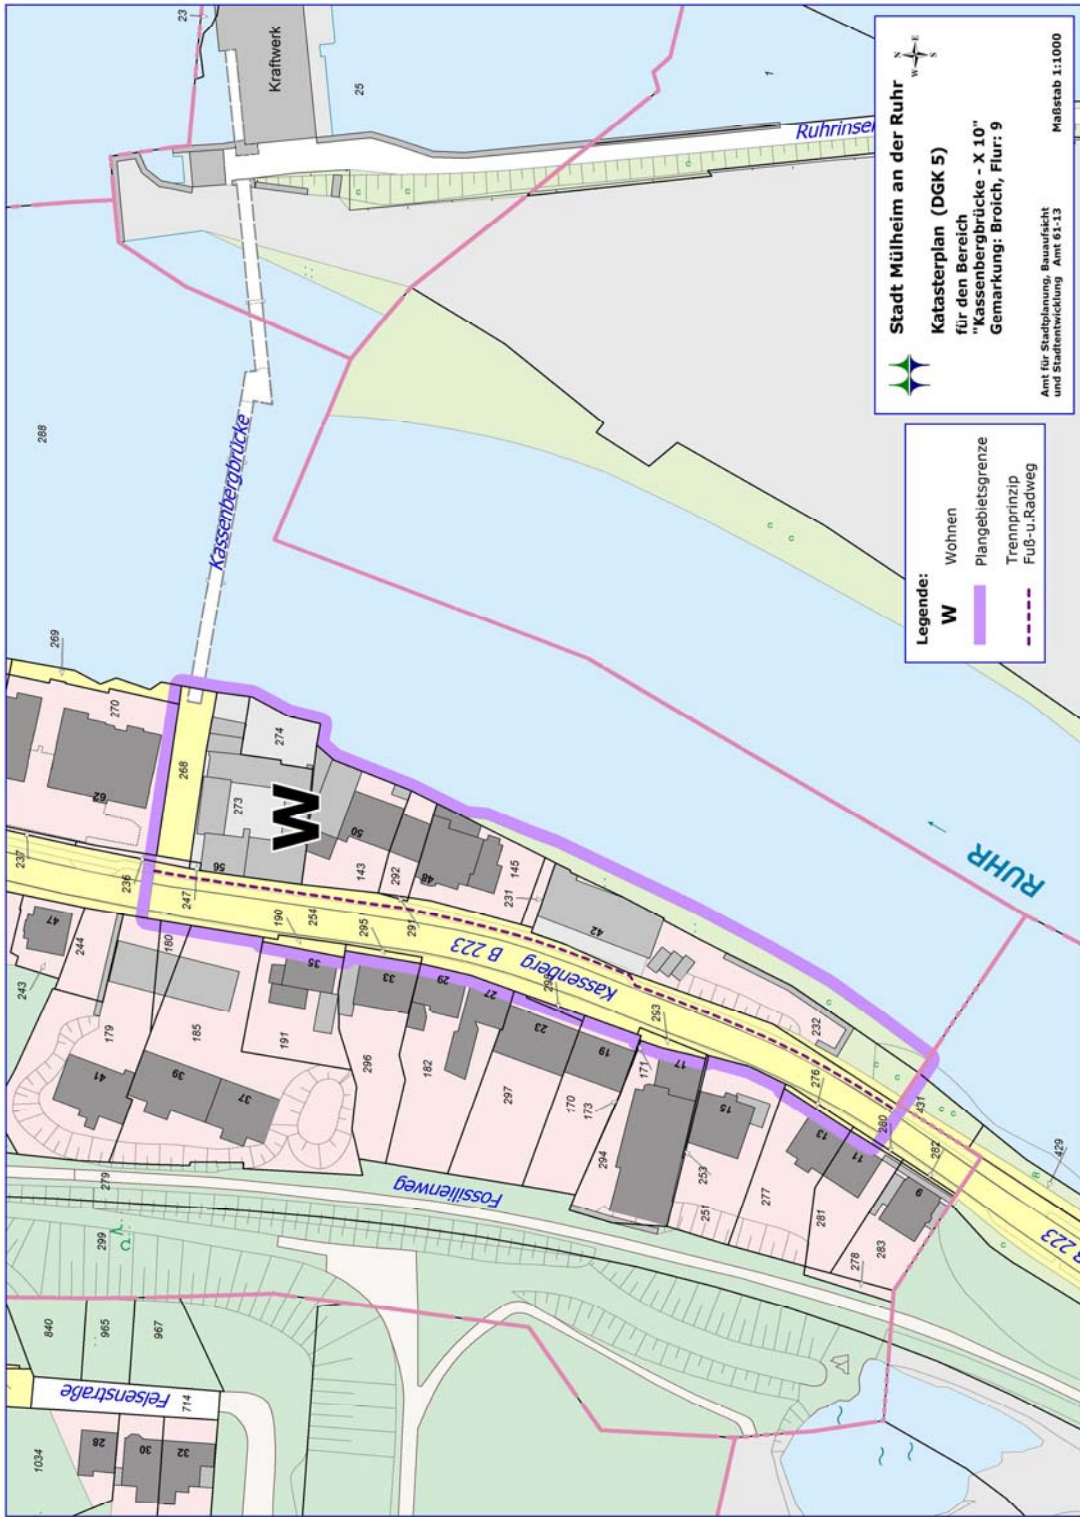 Stadt Mülheim an der Ruhr
Katasterplan (DGK 5)
für den Bereich
"Kassenbergbrücke - X 10"
Gemarkung: Broich, Flur: 9
Amt für Stadtplanung, Bauaufsicht
und Stadtentwicklung Amt 61-13
Maßstab 1:1000
N
E
S
W
Legende:
W Wohnen
Plangebietsgrenze
Trennprinzip
Fuß-u.Radweg
23
Kraftwerk
25
1
Ruhrinsel
288
Kassenbergbrücke
269
270
62
268
274
273
W
56
50
143
292
48
145
231
42
237
236
247
190
254
295
291
B 223
Kassenberg
298
293
232
276
280
431
282
429
B 223
RUHR
47
243
244
180
179
185
41
39
37
35
191
33
29
27
296
182
23
297
19
170
173
171
17
294
15
253
251
277
13
11
281
9
278
283
Fossilienweg
279
299
840
965
967
Felsenstraße
714
1034
28
30
32